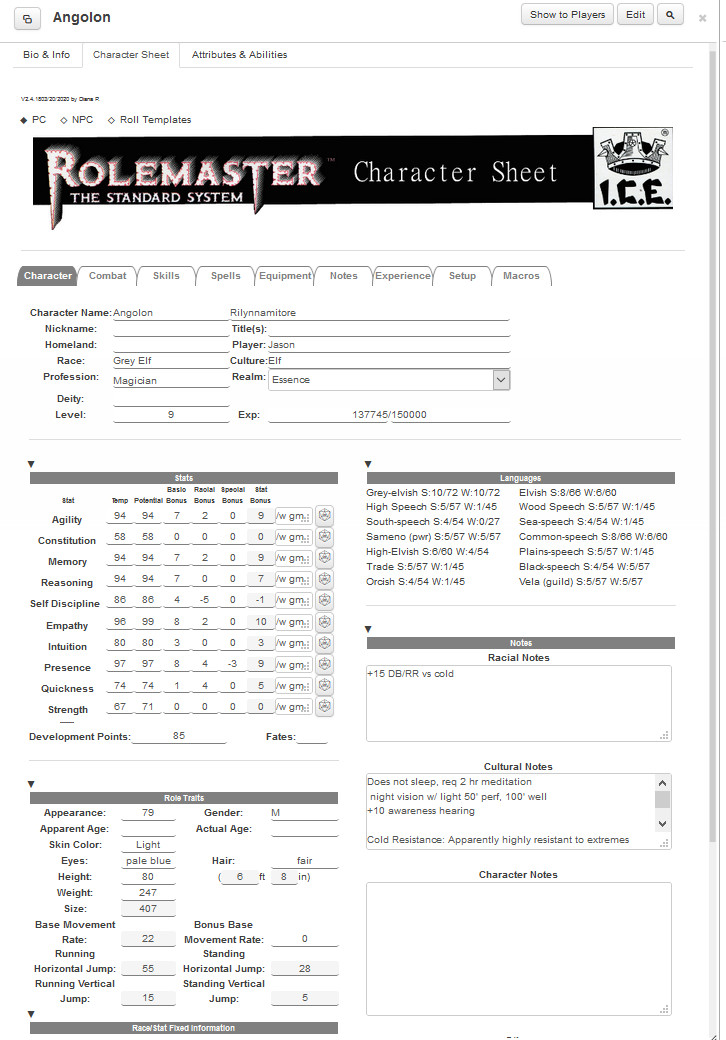 Angolon
Show to Players Edit
Bio & Info Character Sheet Attributes & Abilities
V2.4.1803/20/2020 by Diana P.
PC NPC Roll Templates
ROLEMASTER™
THE STANDARD SYSTEM
Character Sheet
®
I.C.E.
Character Combat Skills Spells Equipment Notes Experience Setup Macros
Character Name: Angolon Rilynnamitore
Nickname: Title(s):
Homeland: Player: Jason
Race: Grey Elf Culture: Elf
Profession: Magician Realm: Essence
Deity:
Level: 9 Exp: 137745/150000
Stats
Basic Racial Special Stat
Stat Temp Potential Bonus Bonus Bonus Bonus
Agility 94 94 7 2 0 9 /w gm
Constitution 58 58 0 0 0 0 /w gm
Memory 94 94 7 2 0 9 /w gm
Reasoning 94 94 7 0 0 7 /w gm
Self Discipline 86 86 4 -5 0 -1 /w gm
Empathy 96 99 8 2 0 10 /w gm
Intuition 80 80 3 0 0 3 /w gm
Presence 97 97 8 4 -3 9 /w gm
Quickness 74 74 1 4 0 5 /w gm
Strength 67 71 0 0 0 0 /w gm
Development Points: 85 Fates:
Role Traits
Appearance: 79 Gender: M
Apparent Age: Actual Age:
Skin Color: Light
Eyes: pale blue Hair: fair
Height: 80 ( 6 ft 8 in)
Weight: 247
Size: 407
Base Movement Bonus Base
Rate: 22 Movement Rate: 0
Running Standing
Horizontal Jump: 55 Horizontal Jump: 28
Running Vertical Standing Vertical
Jump: 15 Jump: 5
Race/Stat Fixed Information
Languages
Grey-elvish S:10/72 W:10/72 Elvish S:8/66 W:6/60
High Speech S:5/57 W:1/45 Wood Speech S:5/57 W:1/45
South-speech S:4/54 W:0/27 Sea-speech S:4/54 W:1/45
Sameno (pwr) S:5/57 W:5/57 Common-speech S:8/66 W:6/60
High-Elvish S:6/60 W:4/54 Plains-speech S:5/57 W:1/45
Trade S:5/57 W:1/45 Black-speech S:4/54 W:5/57
Orcish S:4/54 W:1/45 Vela (guild) S:5/57 W:5/57
Notes
Racial Notes
+15 DB/RR vs cold
Cultural Notes
Does not sleep, req 2 hr meditation
night vision w/ light 50' perf, 100' well
+10 awareness hearing
Cold Resistance: Apparently highly resistant to extremes
Character Notes